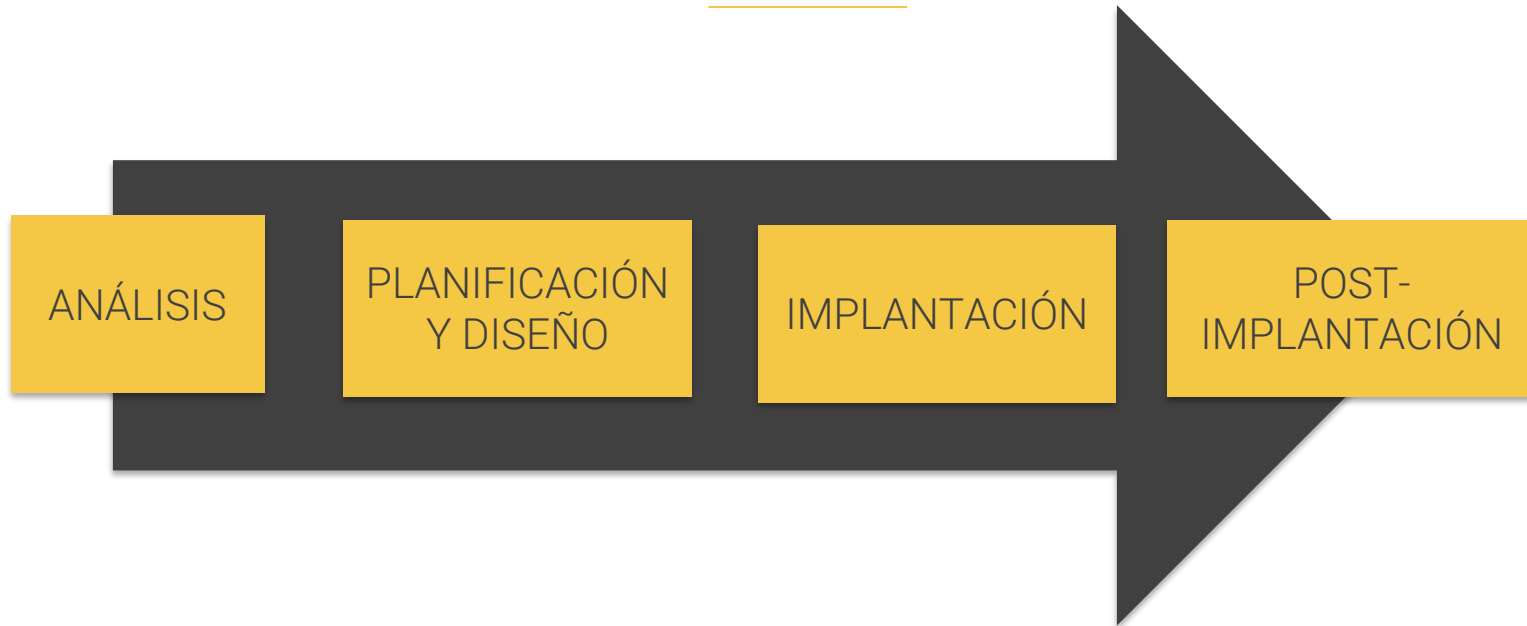 ANÁLISIS
PLANIFICACIÓN
Y DISEÑO
IMPLANTACIÓN
POST-
IMPLANTACIÓN